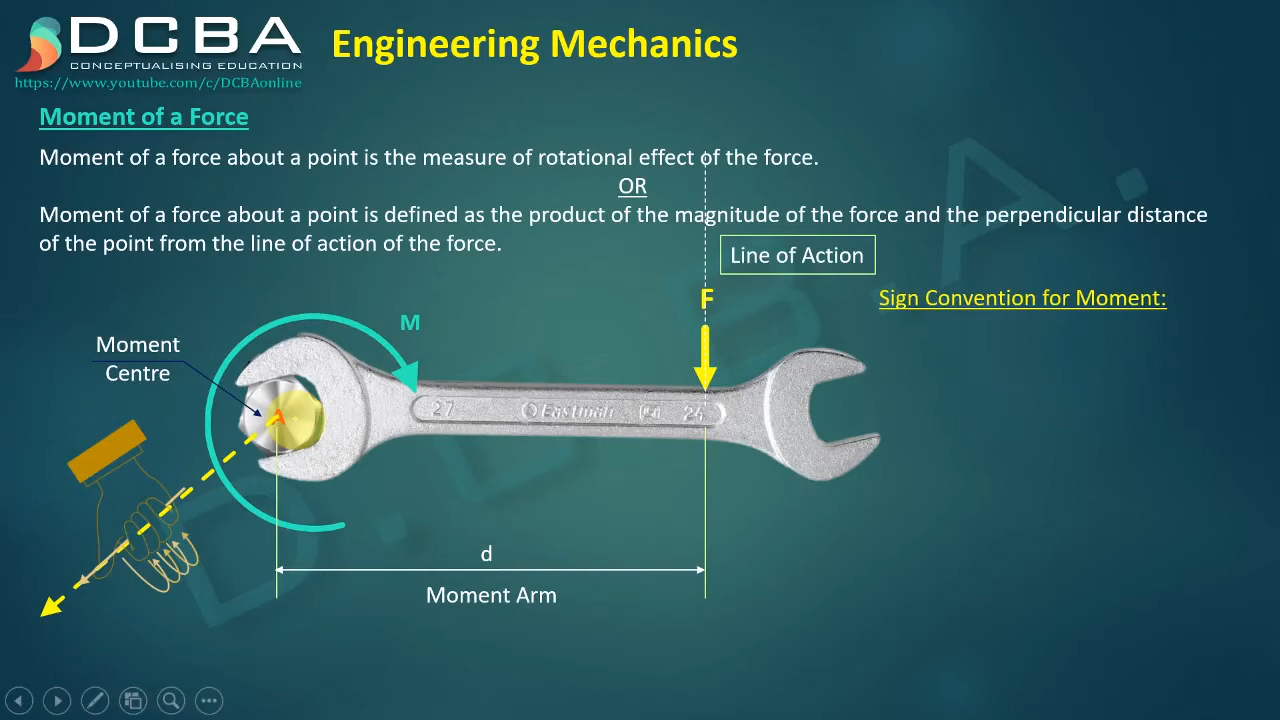 DCBA
CONCEPTUALISING EDUCATION
https://www.youtube.com/c/DCBAonline
Engineering Mechanics
Moment of a Force
Moment of a force about a point is the measure of rotational effect of the force.
OR
Moment of a force about a point is defined as the product of the magnitude of the force and the perpendicular distance
of the point from the line of action of the force.
Line of Action
Sign Convention for Moment:
F
M
Moment
Centre
A
27
Eastman
24
d
Moment Arm
D.C.B.A.